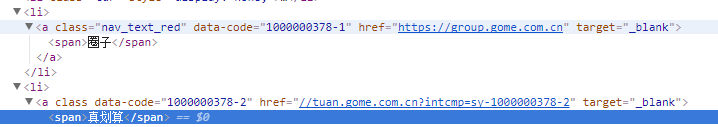 <li>
▼<a class="nav_text_red" data-code="1000000378-1" href="https://group.gome.com.cn" target="_blank">
<span>圈子</span>
</a>
</li>
▼<li>
▼<a class data-code="1000000378-2" href="//tuan.gome.com.cn?intcmp=sy-1000000378-2" target="_blank">
<span>真划算</span> == $0